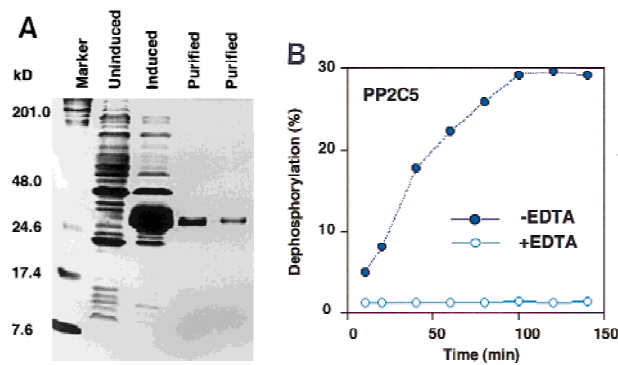 A
kD
Marker
Uninduced
Induced
Purified
Purified
201.0
48.0
24.6
17.4
7.6
B
PP2C5
Dephosphorylation (%)
30
20
10
0
-EDTA
+EDTA
0
50
100
150
Time (min)